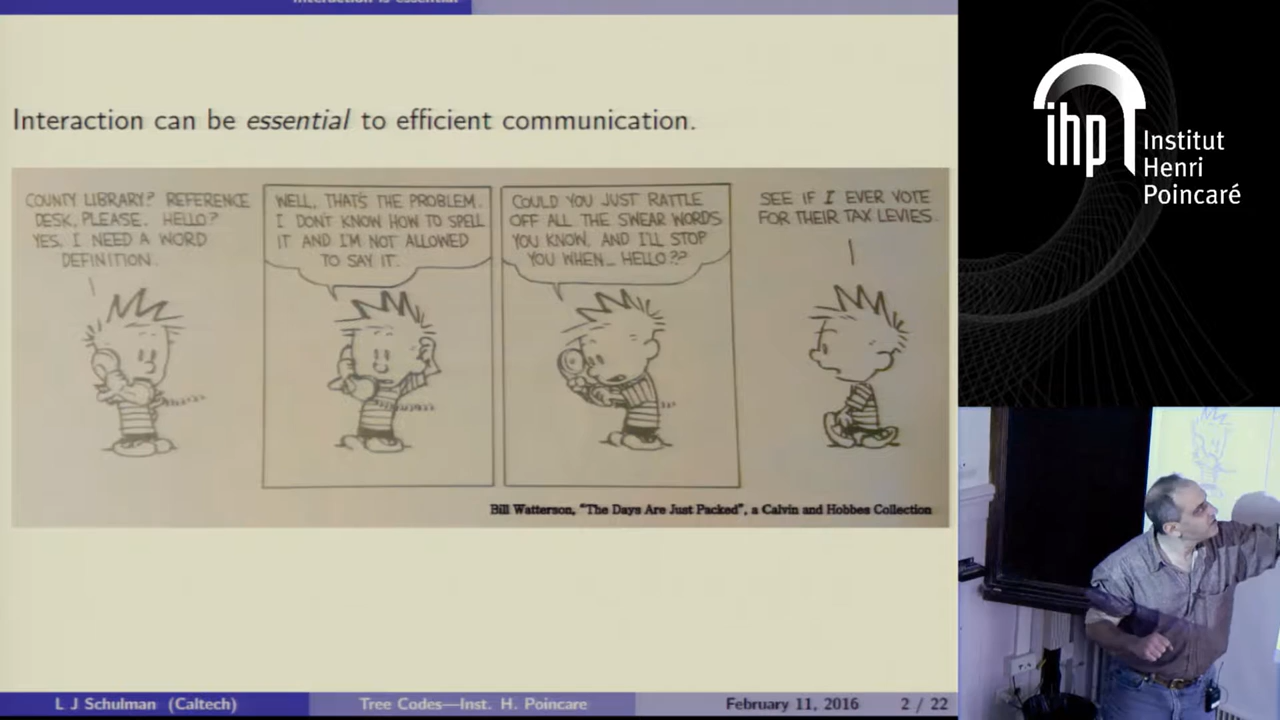 Interaction is essential
Interaction can be essential to efficient communication.
COUNTY LIBRARY? REFERENCE
DESK, PLEASE. HELLO?
YES, I NEED A WORD
DEFINITION.
WELL, THAT'S THE PROBLEM.
I DON'T KNOW HOW TO SPELL
IT AND I'M NOT ALLOWED
TO SAY IT.
COULD YOU JUST RATTLE
OFF ALL THE SWEAR WORDS
YOU KNOW, AND I'LL STOP
YOU WHEN... HELLO??
SEE IF I EVER VOTE
FOR THEIR TAX LEVIES.
Bill Watterson, "The Days Are Just Packed", a Calvin and Hobbes Collection
L J Schulman (Caltech)
Tree Codes—Inst. H. Poincare
February 11, 2016
2 / 22
ihp
Institut
Henri
Poincaré